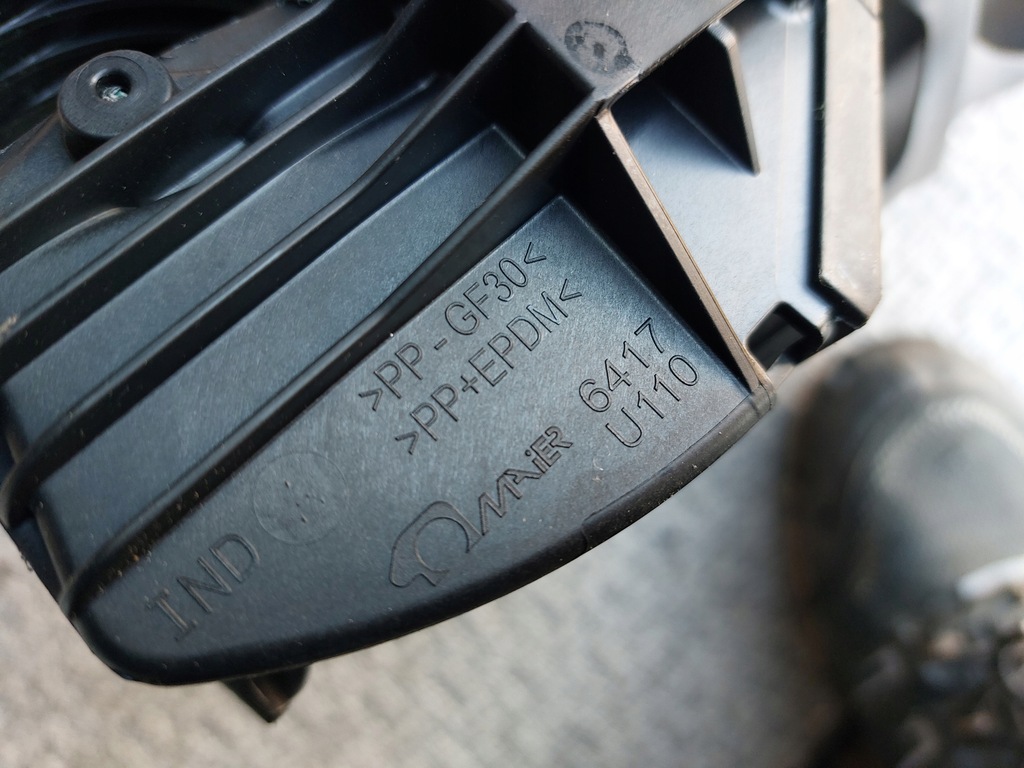 >PP-GF30<
>PP+EPDM<
6417
U110
MAIER
IND